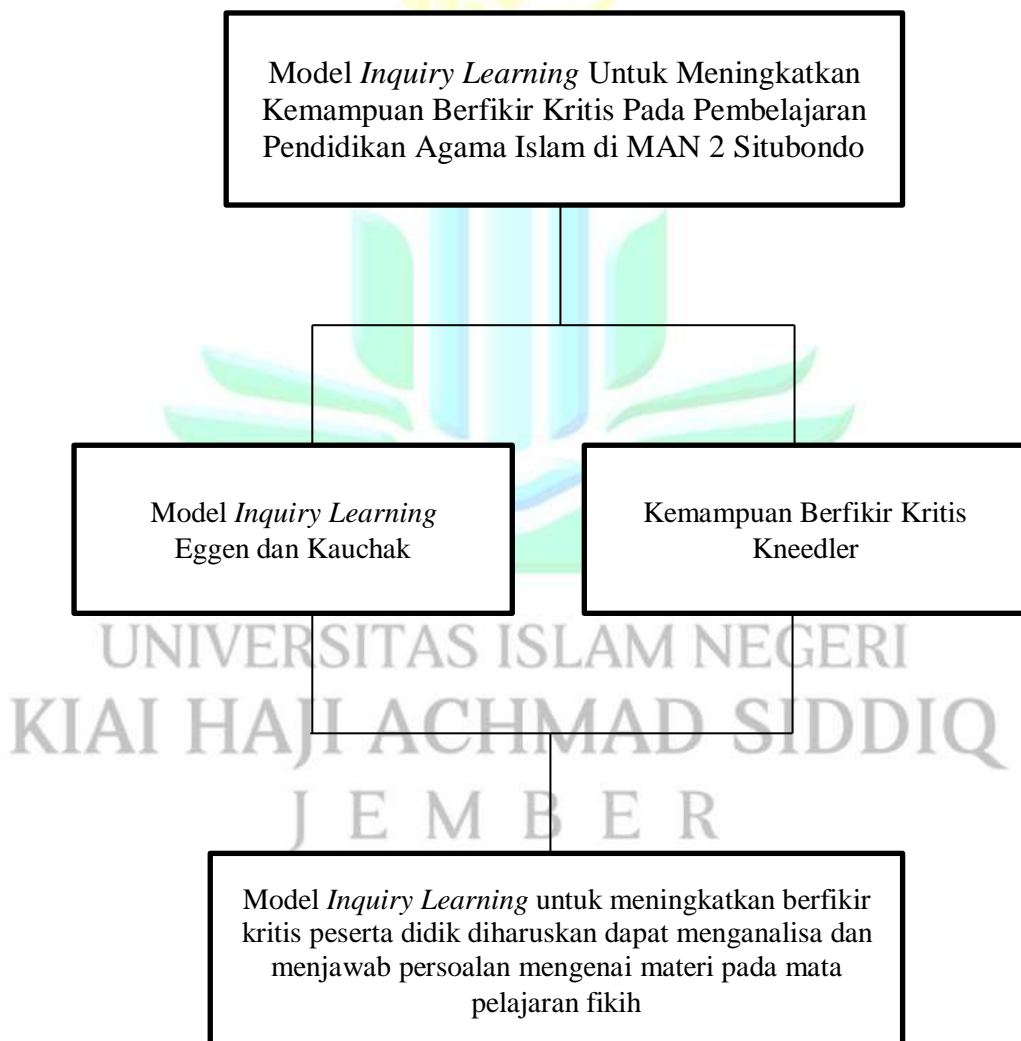 Model Inquiry Learning Untuk Meningkatkan
Kemampuan Berfikir Kritis Pada Pembelajaran
Pendidikan Agama Islam di MAN 2 Situbondo
Model Inquiry Learning
Eggen dan Kauchak
Kemampuan Berfikir Kritis
Kneedler
UNIVERSITAS ISLAM NEGERI
KIAI HAJI ACHMAD SIDDIQ
JEMBER
Model Inquiry Learning untuk meningkatkan berfikir
kritis peserta didik diharuskan dapat menganalisa dan
menjawab persoalan mengenai materi pada mata
pelajaran fikih